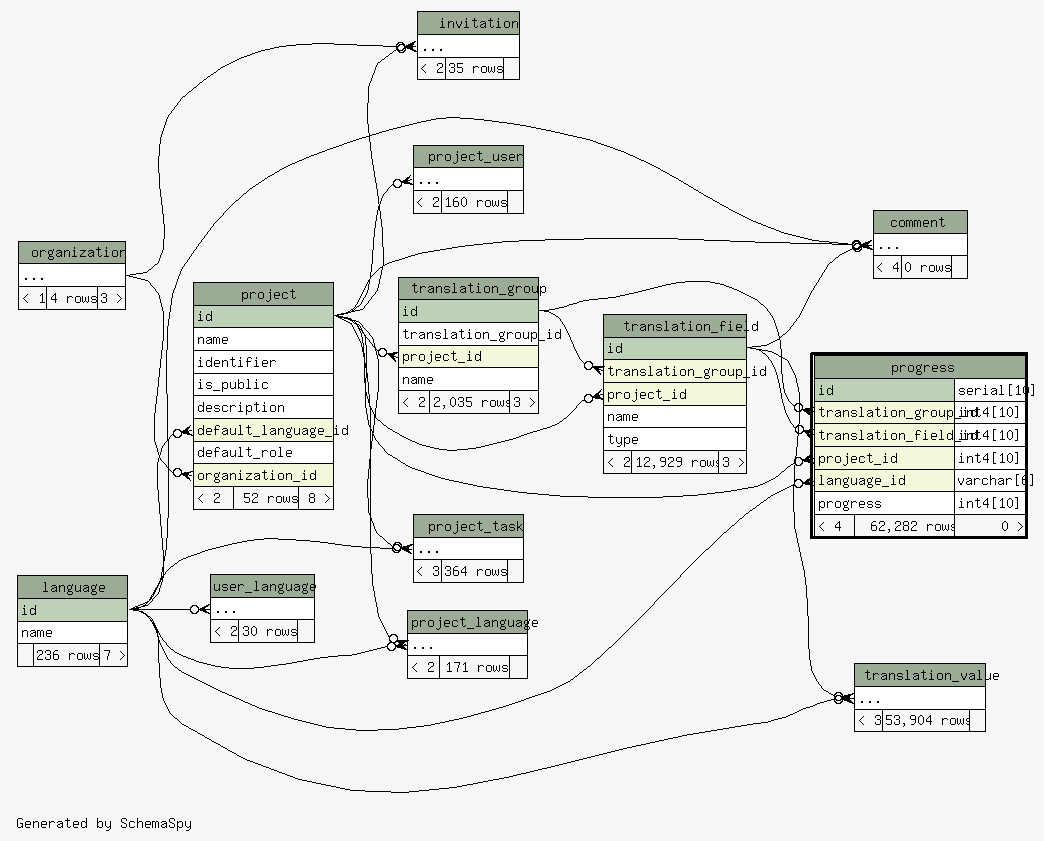 invitation
...
< 2 35 rows
project_user
...
< 2 160 rows
comment
...
< 4 0 rows
organization
...
< 1 4 rows 3 >
project
id
name
identifier
is_public
description
default_language_id
default_role
organization_id
< 2 52 rows 8 >
translation_group
id
translation_group_id
project_id
name
< 2 2,035 rows 3 >
translation_field
id
translation_group_id
project_id
name
type
< 2 12,929 rows 3 >
progress
id serial[10]
translation_group_id int4[10]
translation_field_id int4[10]
project_id int4[10]
language_id varchar[6]
progress int4[10]
< 4 62,282 rows 0 >
project_task
...
< 3 364 rows
language
id
name
236 rows 7 >
user_language
...
< 2 30 rows
project_language
...
< 2 171 rows
translation_value
...
< 3 53,904 rows
Generated by SchemaSpy